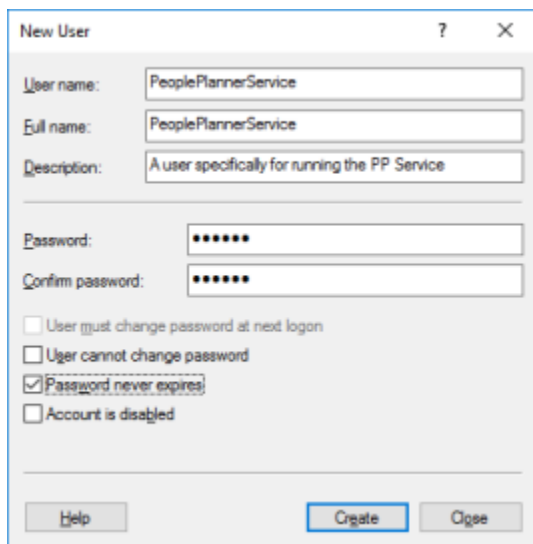 New User
User name: PeoplePlannerService
Full name: PeoplePlannerService
Description: A user specifically for running the PP Service
Password: ••••••
Confirm password: ••••••
User must change password at next logon
User cannot change password
Password never expires
Account is disabled
Help Create Close